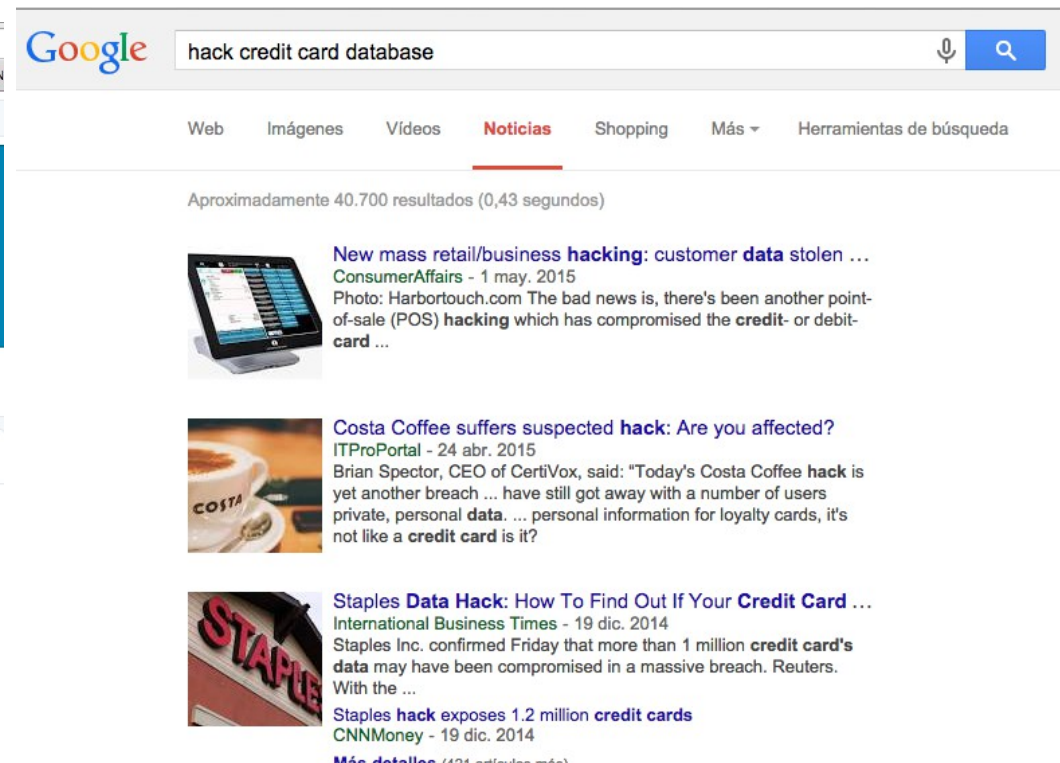 Google
hack credit card database
Web Imágenes Vídeos Noticias Shopping Más Herramientas de búsqueda
Aproximadamente 40.700 resultados (0,43 segundos)
New mass retail/business hacking: customer data stolen ...
ConsumerAffairs - 1 may. 2015
Photo: Harbortouch.com The bad news is, there's been another point-
of-sale (POS) hacking which has compromised the credit- or debit-
card ...
COSTA
Costa Coffee suffers suspected hack: Are you affected?
ITProPortal - 24 abr. 2015
Brian Spector, CEO of CertiVox, said: “Today's Costa Coffee hack is
yet another breach ... have still got away with a number of users
private, personal data. ... personal information for loyalty cards, it's
not like a credit card is it?
STAPLES
Staples Data Hack: How To Find Out If Your Credit Card ...
International Business Times - 19 dic. 2014
Staples Inc. confirmed Friday that more than 1 million credit card's
data may have been compromised in a massive breach. Reuters.
With the ...
Staples hack exposes 1.2 million credit cards
CNNMoney - 19 dic. 2014
Más detalles